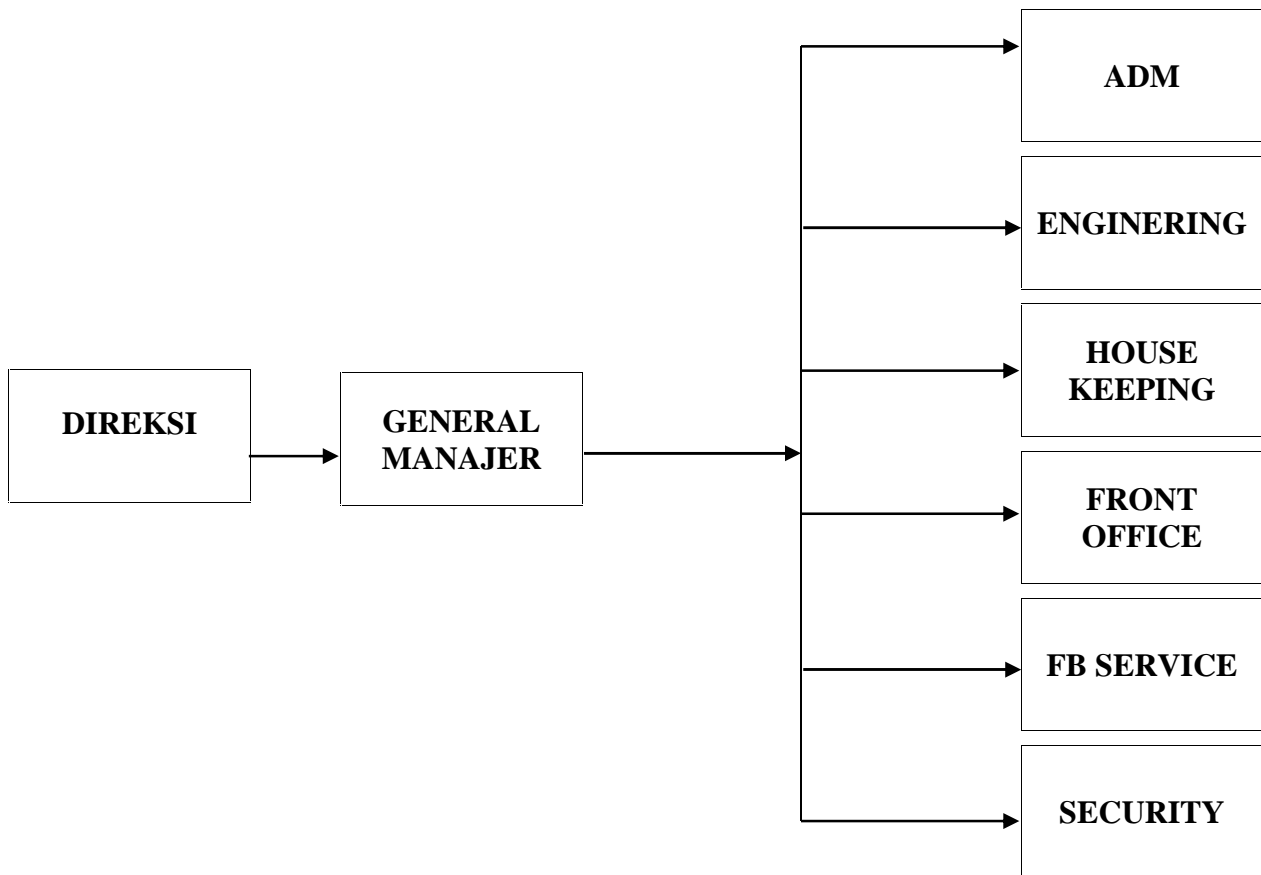 DIREKSI
GENERAL
MANAJER
ADM
ENGINERING
HOUSE
KEEPING
FRONT
OFFICE
FB SERVICE
SECURITY